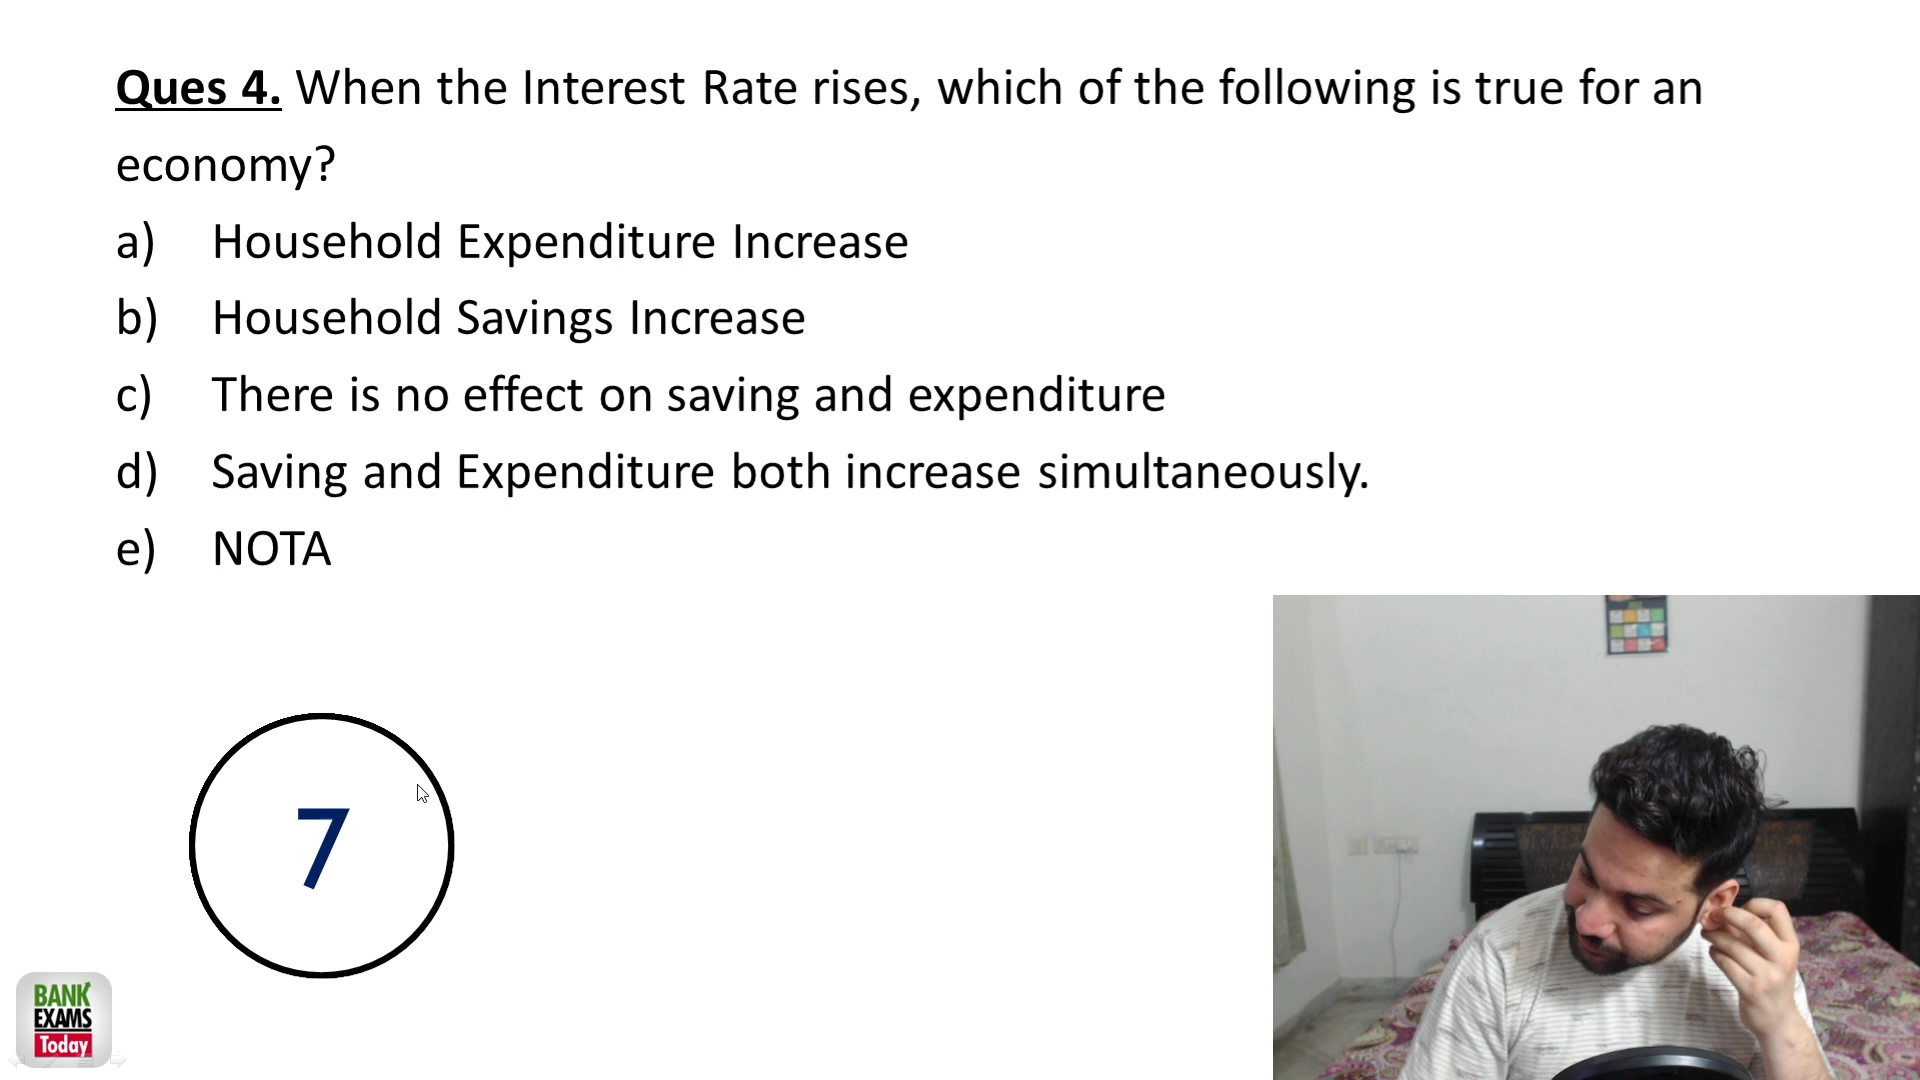 Ques 4. When the Interest Rate rises, which of the following is true for an
economy?
a) Household Expenditure Increase
b) Household Savings Increase
c) There is no effect on saving and expenditure
d) Saving and Expenditure both increase simultaneously.
e) NOTA
7
BANK
EXAMS
Today